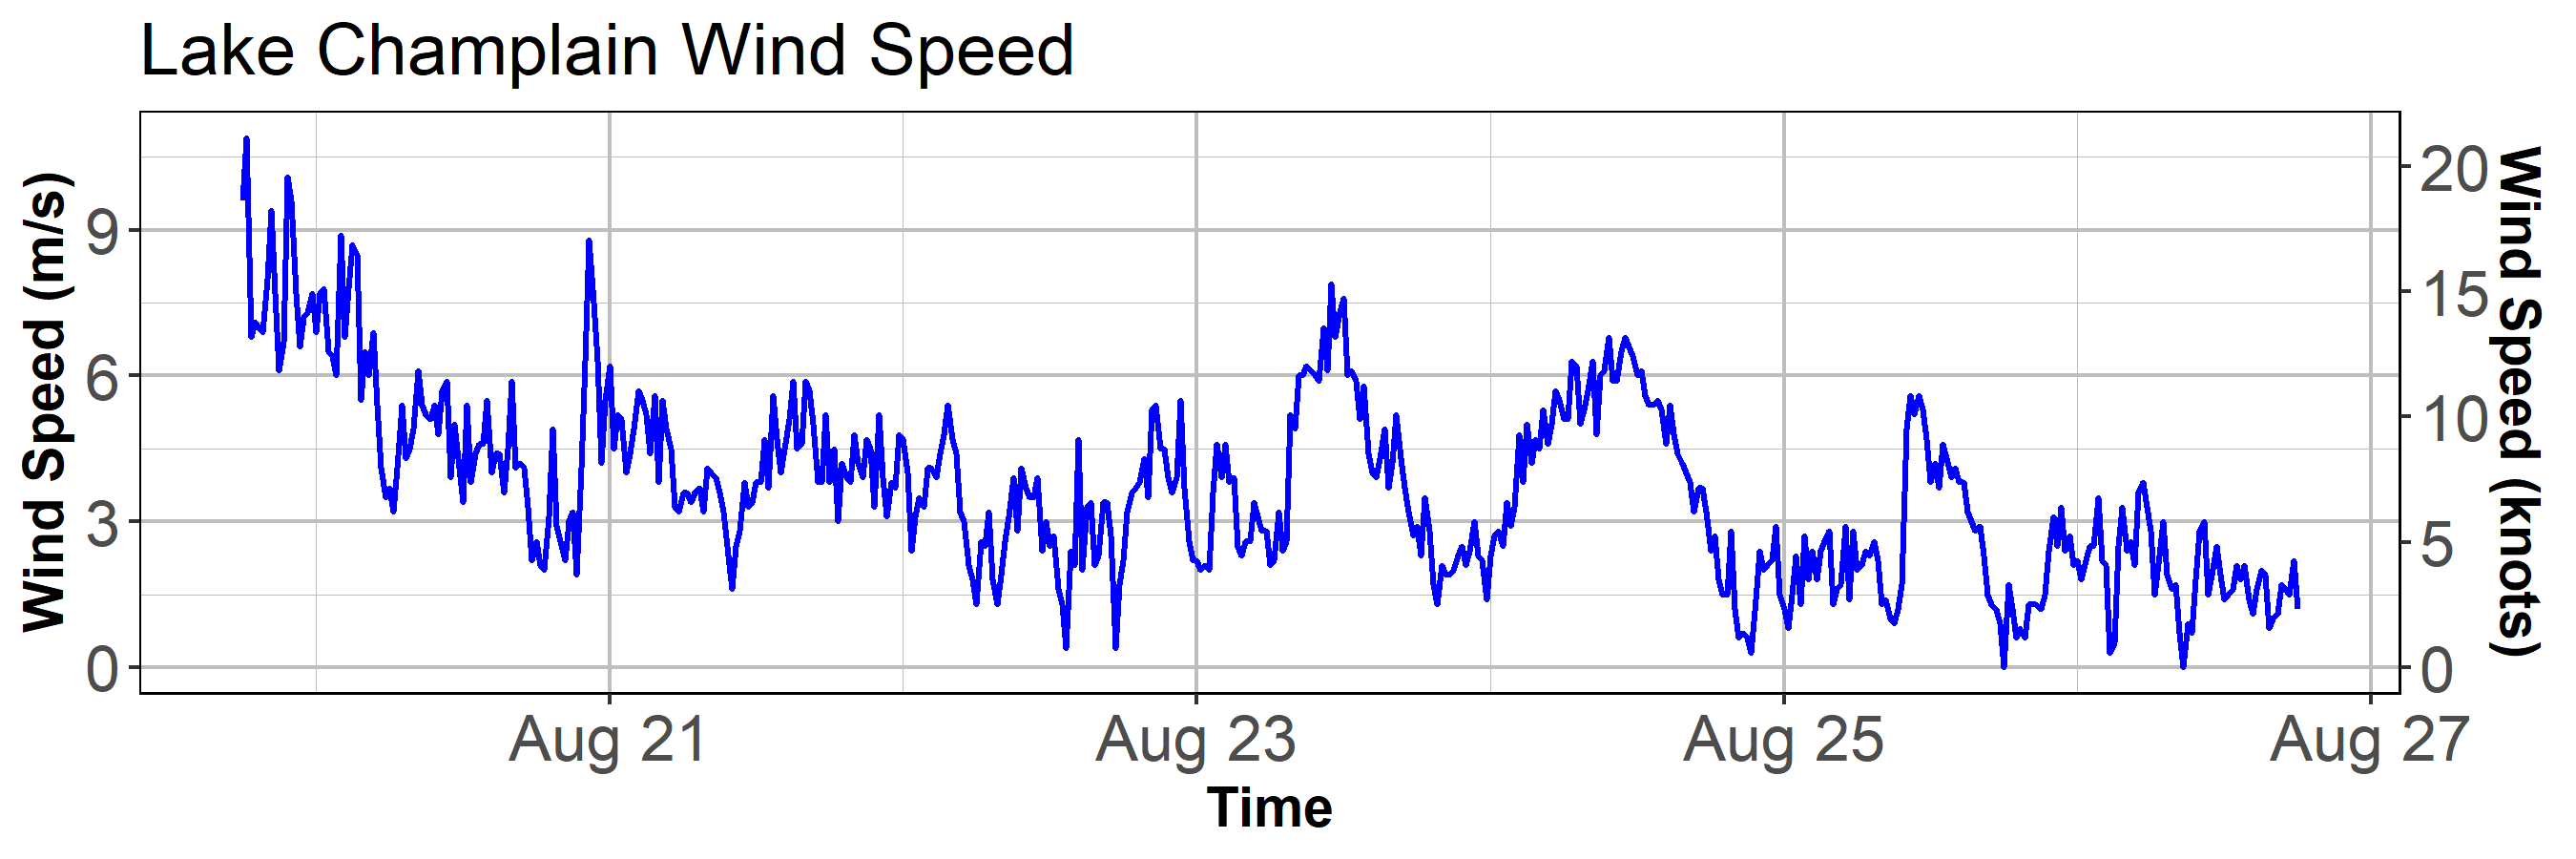 Lake Champlain Wind Speed
Wind Speed (m/s)
9
6
3
0
20
15
10
5
0
Wind Speed (knots)
Aug 21
Aug 23
Aug 25
Aug 27
Time